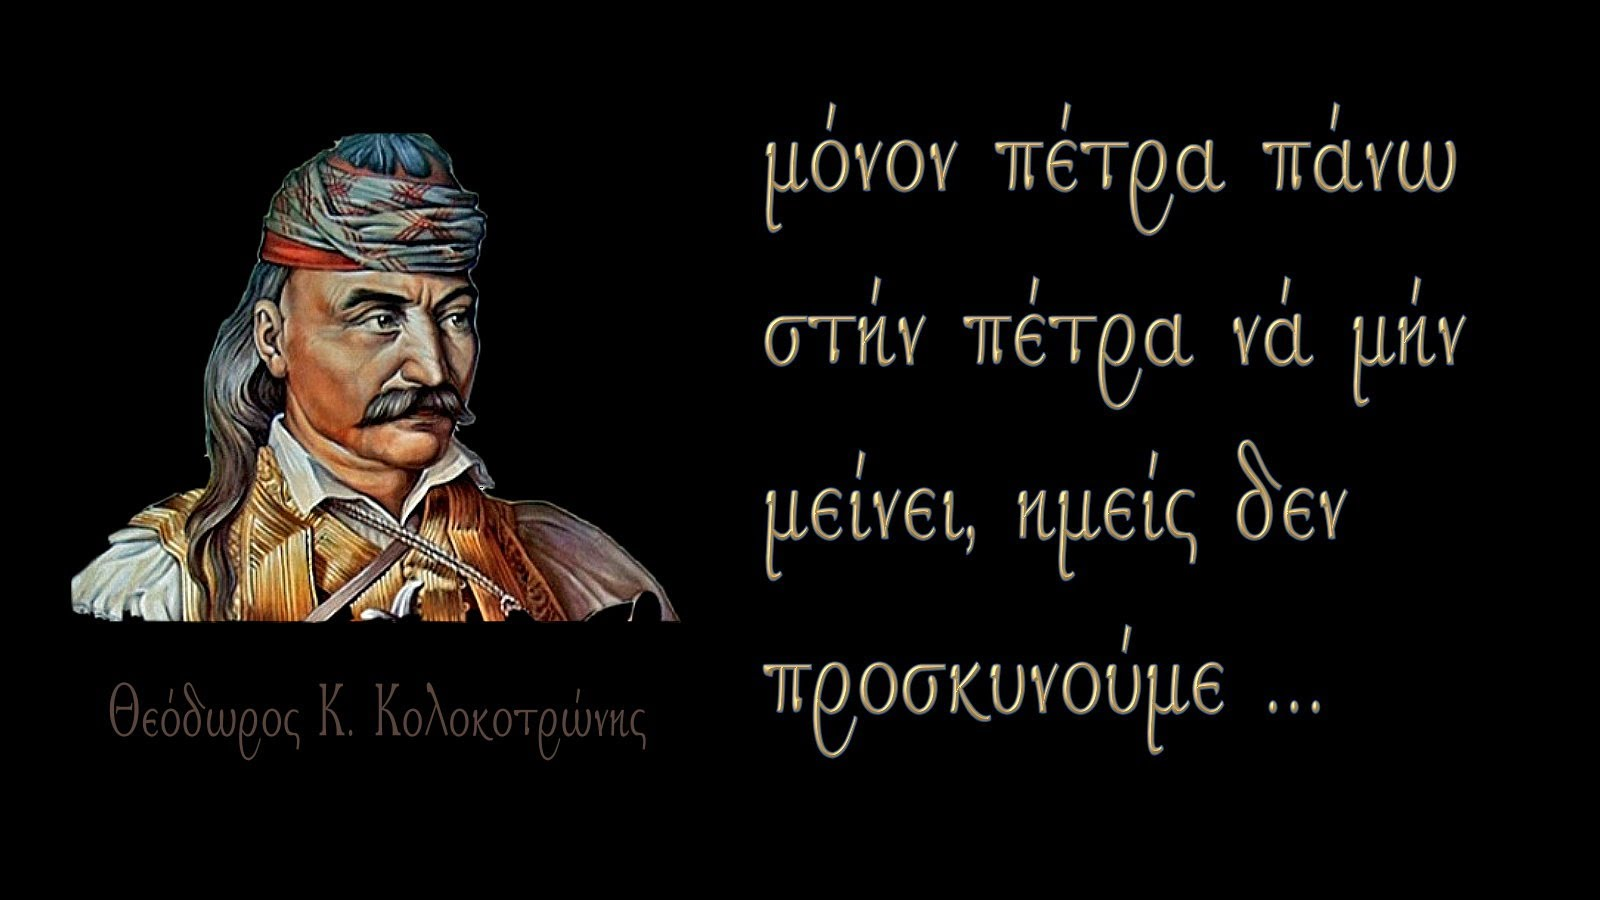 μόνον πέτρα πάνω
στήν πέτρα νά μήν
μείνει, ημείς δεν
προσκυνούμε ...
Θεόδωρος Κ. Κολοκοτρώνης